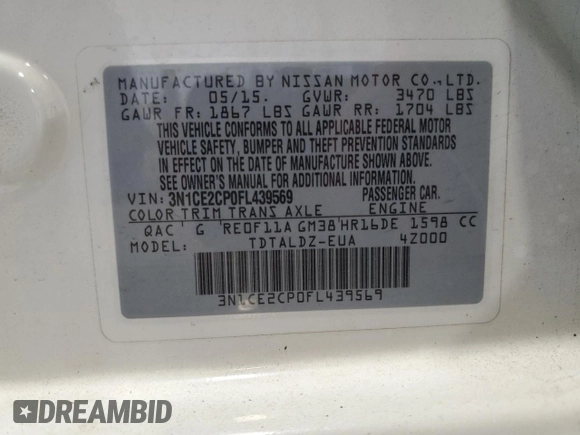 MANUFACTURED BY NISSAN MOTOR CO.,LTD.
DATE: 05/15. GVWR: 3470 LBS
GAWR FR: 1867 LBS GAWR RR: 1704 LBS
THIS VEHICLE CONFORMS TO ALL APPLICABLE FEDERAL MOTOR
VEHICLE SAFETY, BUMPER AND THEFT PREVENTION STANDARDS
IN EFFECT ON THE DATE OF MANUFACTURE SHOWN ABOVE.
SEE OWNER'S MANUAL FOR ADDITIONAL INFORMATION.
VIN: 3N1CE2CP0FL439569 PASSENGER CAR.
COLOR TRIM TRANS AXLE ENGINE
QAC ' G 'RE0F11A GM38'HR16DE 1598 CC
MODEL: TDTALDZ-EUA 4Z000
3N1CE2CP0FL439569
DREAMBID